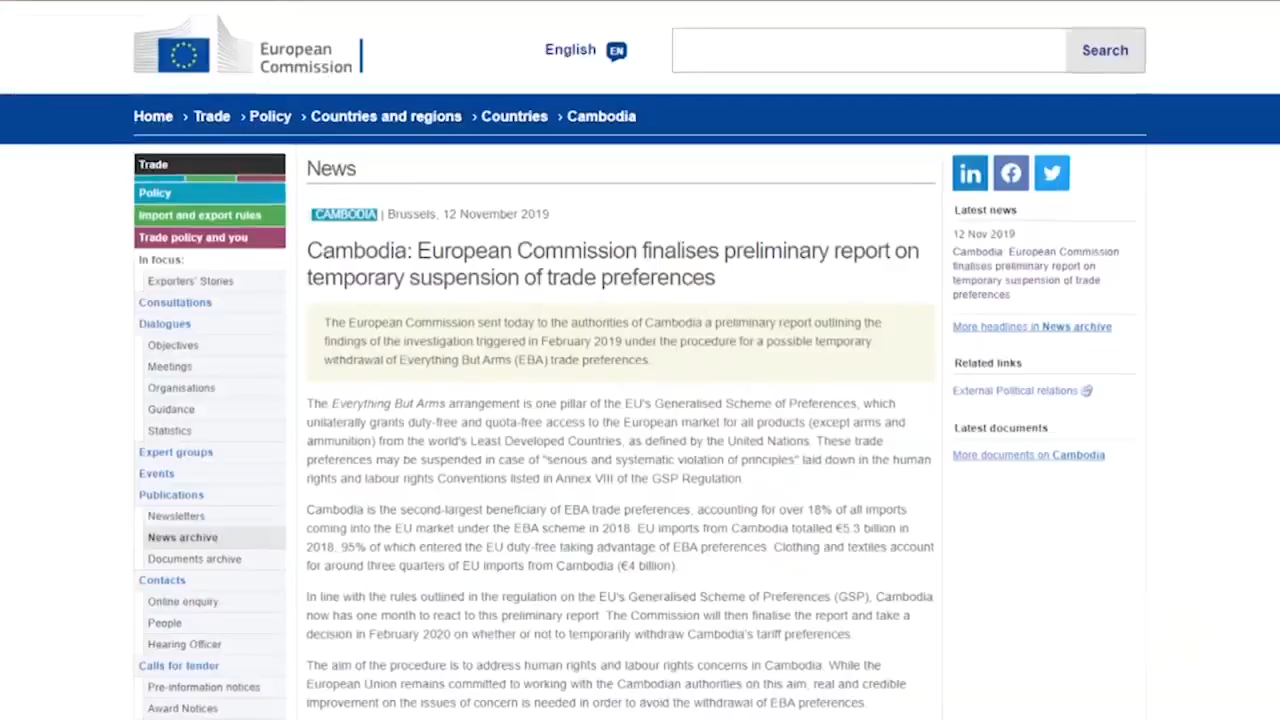 European
Commission
English EN
Search
Home › Trade › Policy › Countries and regions › Countries › Cambodia
Trade
Policy
Import and export rules
Trade policy and you
In focus:
Exporters' Stories
Consultations
Dialogues
Objectives
Meetings
Organisations
Guidance
Statistics
Expert groups
Events
Publications
Newsletters
News archive
Documents archive
Contacts
Online enquiry
People
Hearing Officer
Calls for tender
Pre-information notices
Award Notices
News
CAMBODIA | Brussels, 12 November 2019
Cambodia: European Commission finalises preliminary report on
temporary suspension of trade preferences
The European Commission sent today to the authorities of Cambodia a preliminary report outlining the
findings of the investigation triggered in February 2019 under the procedure for a possible temporary
withdrawal of Everything But Arms (EBA) trade preferences.
The Everything But Arms arrangement is one pillar of the EU's Generalised Scheme of Preferences, which
unilaterally grants duty-free and quota-free access to the European market for all products (except arms and
ammunition) from the world's Least Developed Countries, as defined by the United Nations. These trade
preferences may be suspended in case of "serious and systematic violation of principles" laid down in the human
rights and labour rights Conventions listed in Annex VIII of the GSP Regulation.
Cambodia is the second-largest beneficiary of EBA trade preferences, accounting for over 18% of all imports
coming into the EU market under the EBA scheme in 2018. EU imports from Cambodia totalled €5.3 billion in
2018, 95% of which entered the EU duty-free taking advantage of EBA preferences. Clothing and textiles account
for around three quarters of EU imports from Cambodia (€4 billion).
In line with the rules outlined in the regulation on the EU's Generalised Scheme of Preferences (GSP), Cambodia
now has one month to react to this preliminary report. The Commission will then finalise the report and take a
decision in February 2020 on whether or not to temporarily withdraw Cambodia's tariff preferences.
The aim of the procedure is to address human rights and labour rights concerns in Cambodia. While the
European Union remains committed to working with the Cambodian authorities on this aim, real and credible
improvement on the issues of concern is needed in order to avoid the withdrawal of EBA preferences.
in
Latest news
12 Nov 2019
Cambodia: European Commission
finalises preliminary report on
temporary suspension of trade
preferences
More headlines in News archive
Related links
External Political relations
Latest documents
More documents on Cambodia